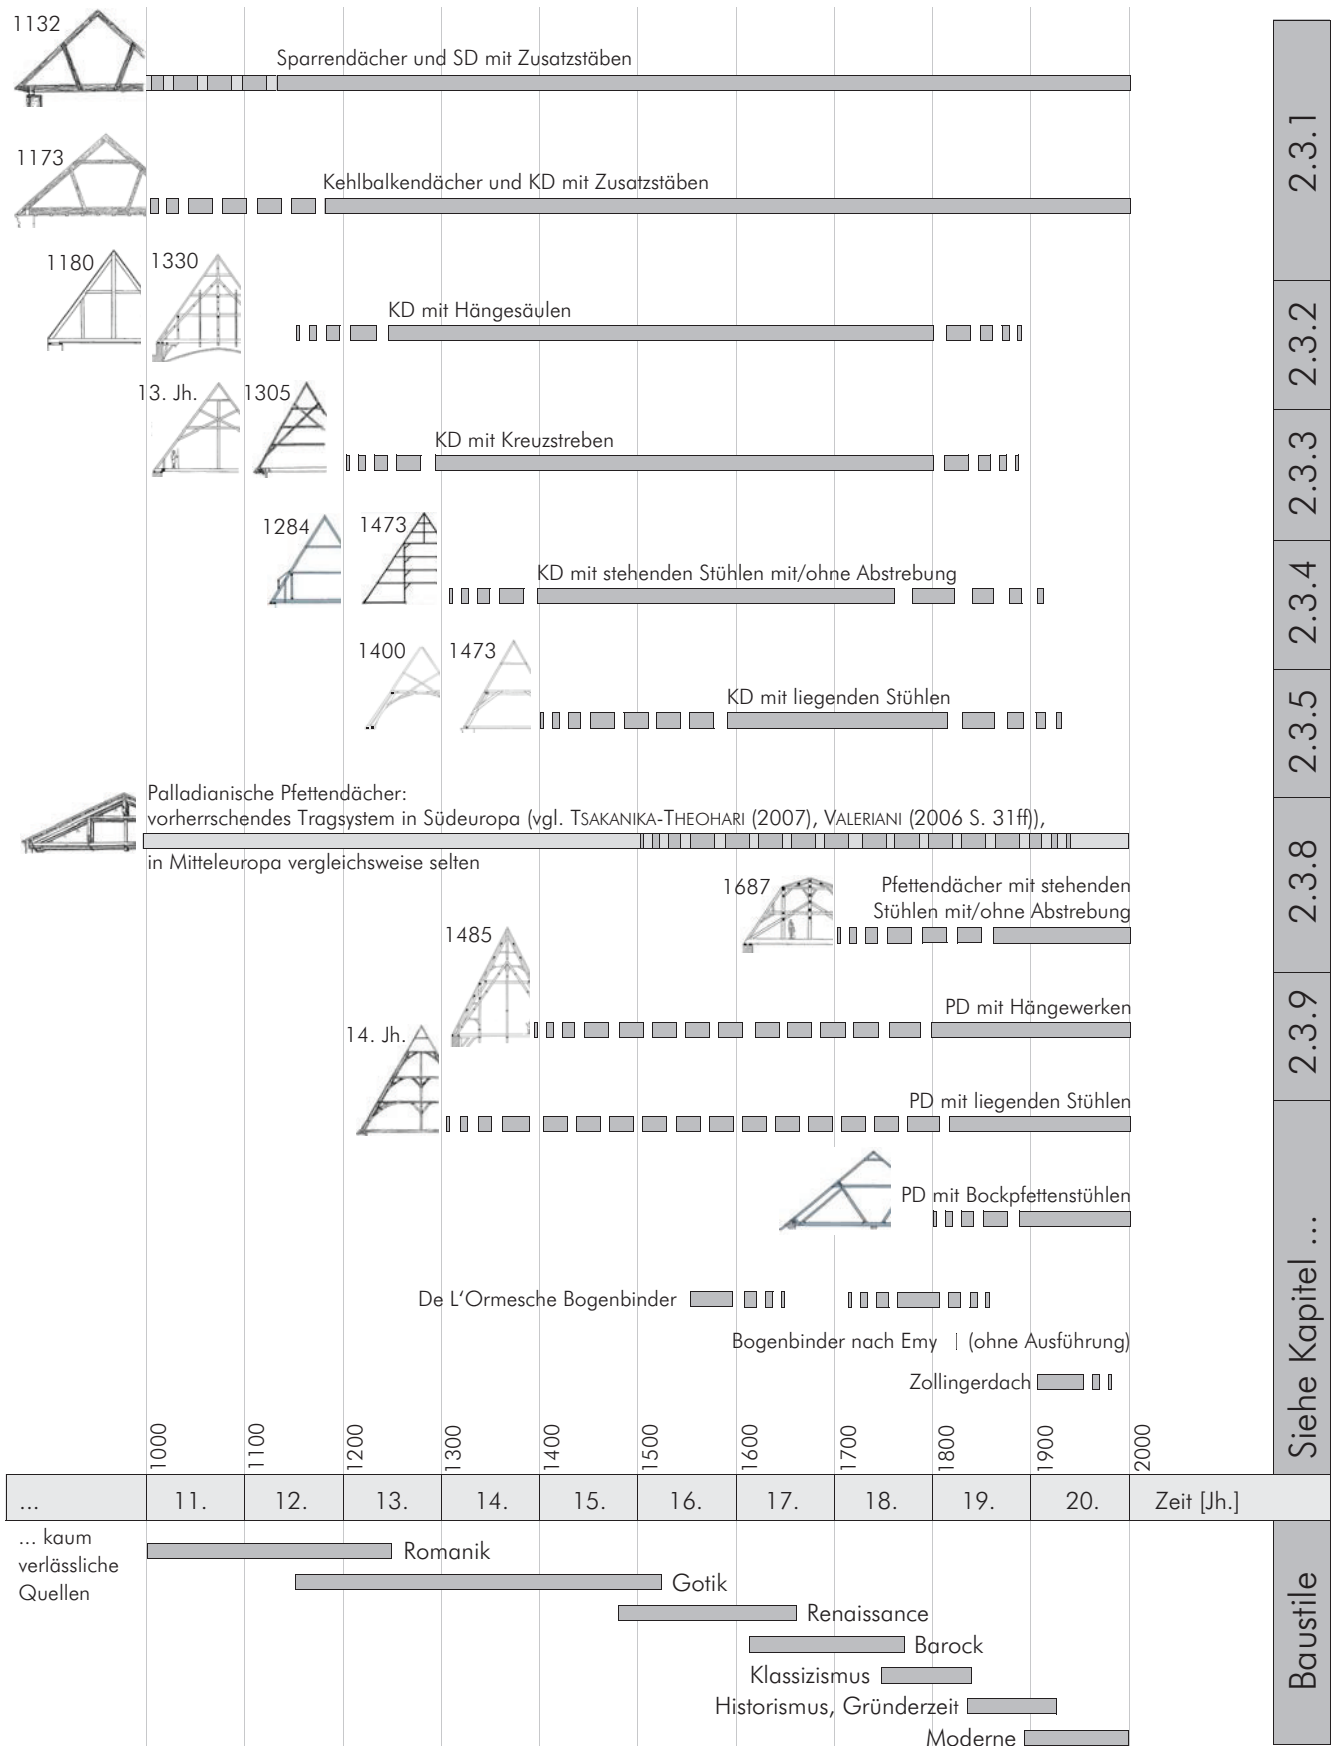 1132
Sparrendächer und SD mit Zusatzstäben
1173
Kehlbalkendächer und KD mit Zusatzstäben
2.3.1
1180
1330
KD mit Hängesäulen
2.3.2
13. Jh.
1305
KD mit Kreuzstreben
2.3.3
1284
1473
KD mit stehenden Stühlen mit/ohne Abstrebung
2.3.4
1400
1473
KD mit liegenden Stühlen
2.3.5
Palladianische Pfettendächer:
vorherrschendes Tragsystem in Südeuropa (vgl. TSAKANIKA-THEOHARI (2007), VALERIANI (2006 S. 31ff)),
in Mitteleuropa vergleichsweise selten
2.3.8
1687
Pfettendächer mit stehenden
Stühlen mit/ohne Abstrebung
1485
PD mit Hängewerken
2.3.9
14. Jh.
PD mit liegenden Stühlen
PD mit Bockpfettenstühlen
De L'Ormesche Bogenbinder
Bogenbinder nach Emy | (ohne Ausführung)
Zollingerdach
Siehe Kapitel ...
1000 1100 1200 1300 1400 1500 1600 1700 1800 1900 2000
... 11. 12. 13. 14. 15. 16. 17. 18. 19. 20. Zeit [Jh.]
... kaum
verlässliche
Quellen
Romanik
Gotik
Renaissance
Barock
Klassizismus
Historismus, Gründerzeit
Moderne
Baustile